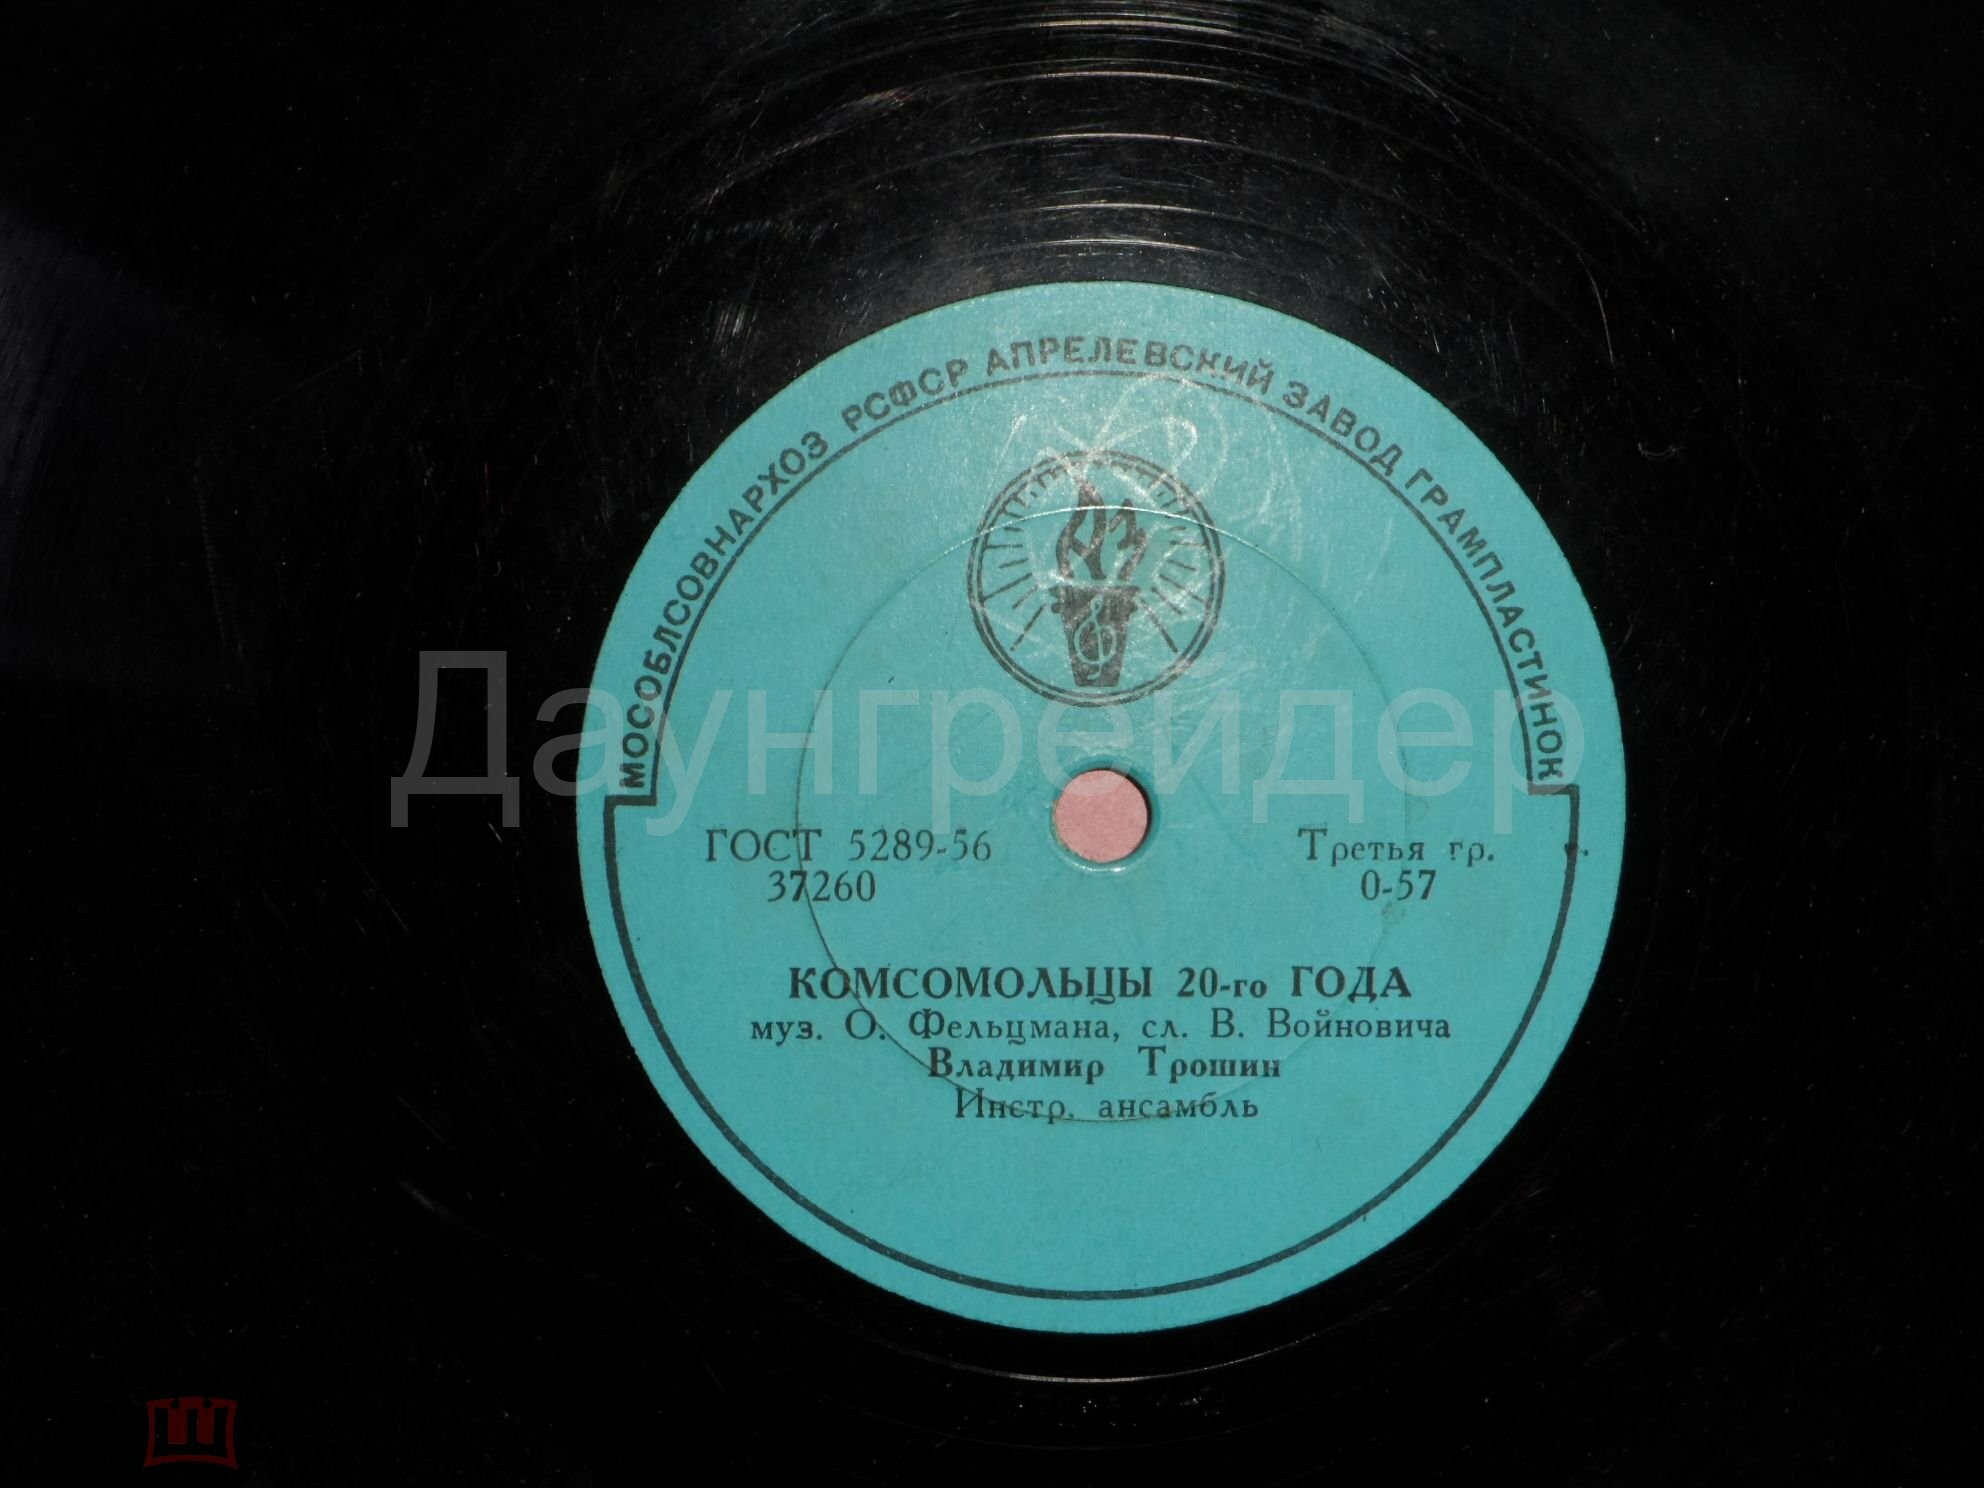 МОСОБЛСОВНАРХОЗ РСФСР АПРЕЛЕВСКИЙ ЗАВОД ГРАМПЛАСТИНОК
Даунгрейдер
ГОСТ 5289-56 Третья гр.
37260 0-57
КОМСОМОЛЬЦЫ 20-го ГОДА
муз. О. Фельцмана, сл. В. Войновича
Владимир Трошин
Инстр. ансамбль